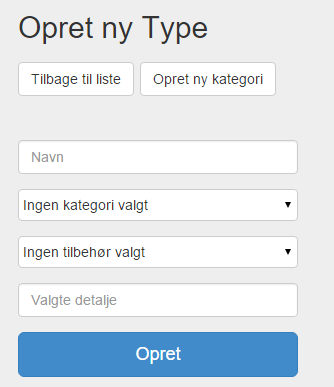 Opret ny Type
Tilbage til liste Opret ny kategori
Navn
Ingen kategori valgt
Ingen tilbehør valgt
Valgte detalje
Opret